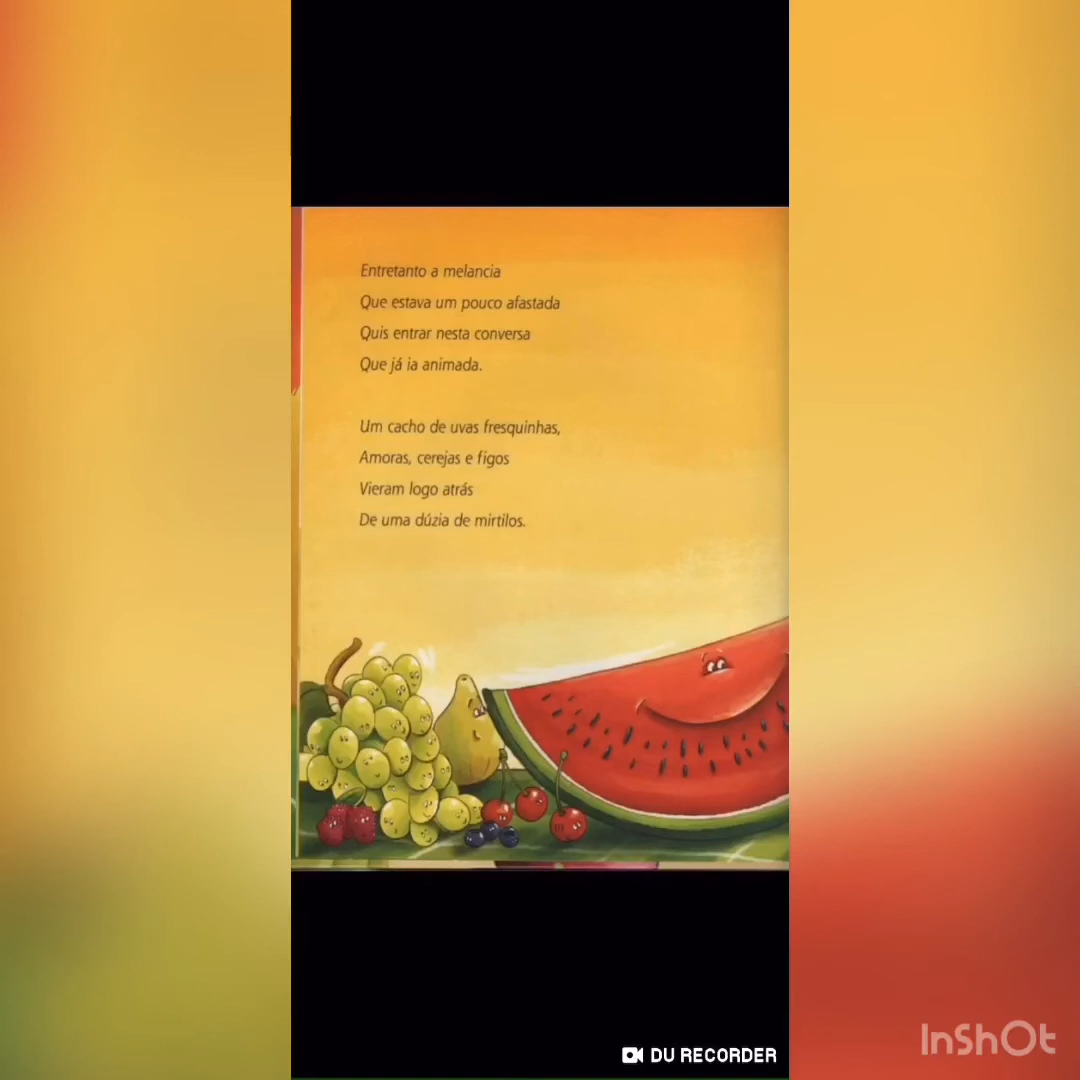 Entretanto a melancia
Que estava um pouco afastada
Quis entrar nesta conversa
Que já ia animada.
Um cacho de uvas fresquinhas,
Amoras, cerejas e figos
Vieram logo atrás
De uma dúzia de mirtilos.
DU RECORDER
InShOt